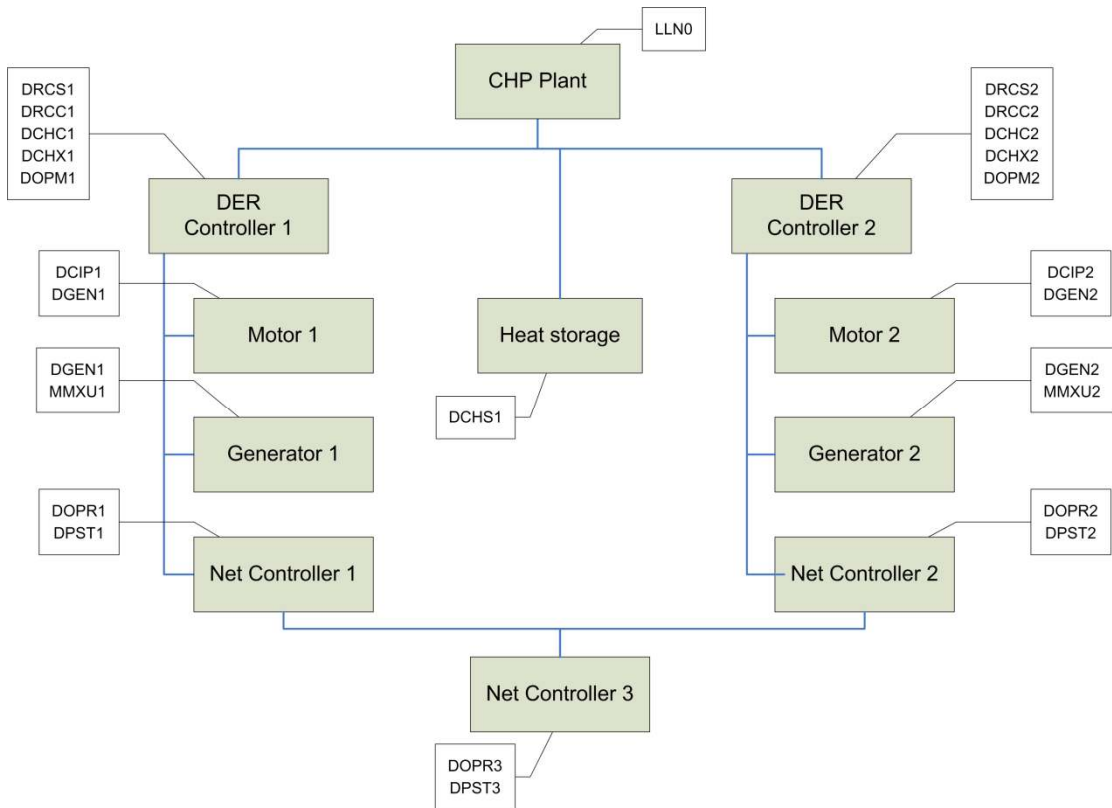 LLN0
CHP Plant
DRCS1
DRCC1
DCHC1
DCHX1
DOPM1
DRCS2
DRCC2
DCHC2
DCHX2
DOPM2
DER
Controller 1
DER
Controller 2
DCIP1
DGEN1
DCIP2
DGEN2
Motor 1
Heat storage
Motor 2
DGEN1
MMXU1
DCHS1
DGEN2
MMXU2
Generator 1
Generator 2
DOPR1
DPST1
DOPR2
DPST2
Net Controller 1
Net Controller 2
Net Controller 3
DOPR3
DPST3